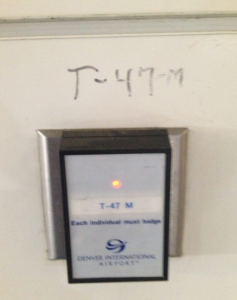 T-47-M
T-47 M
Each individual must badge
DENVER INTERNATIONAL
AIRPORT